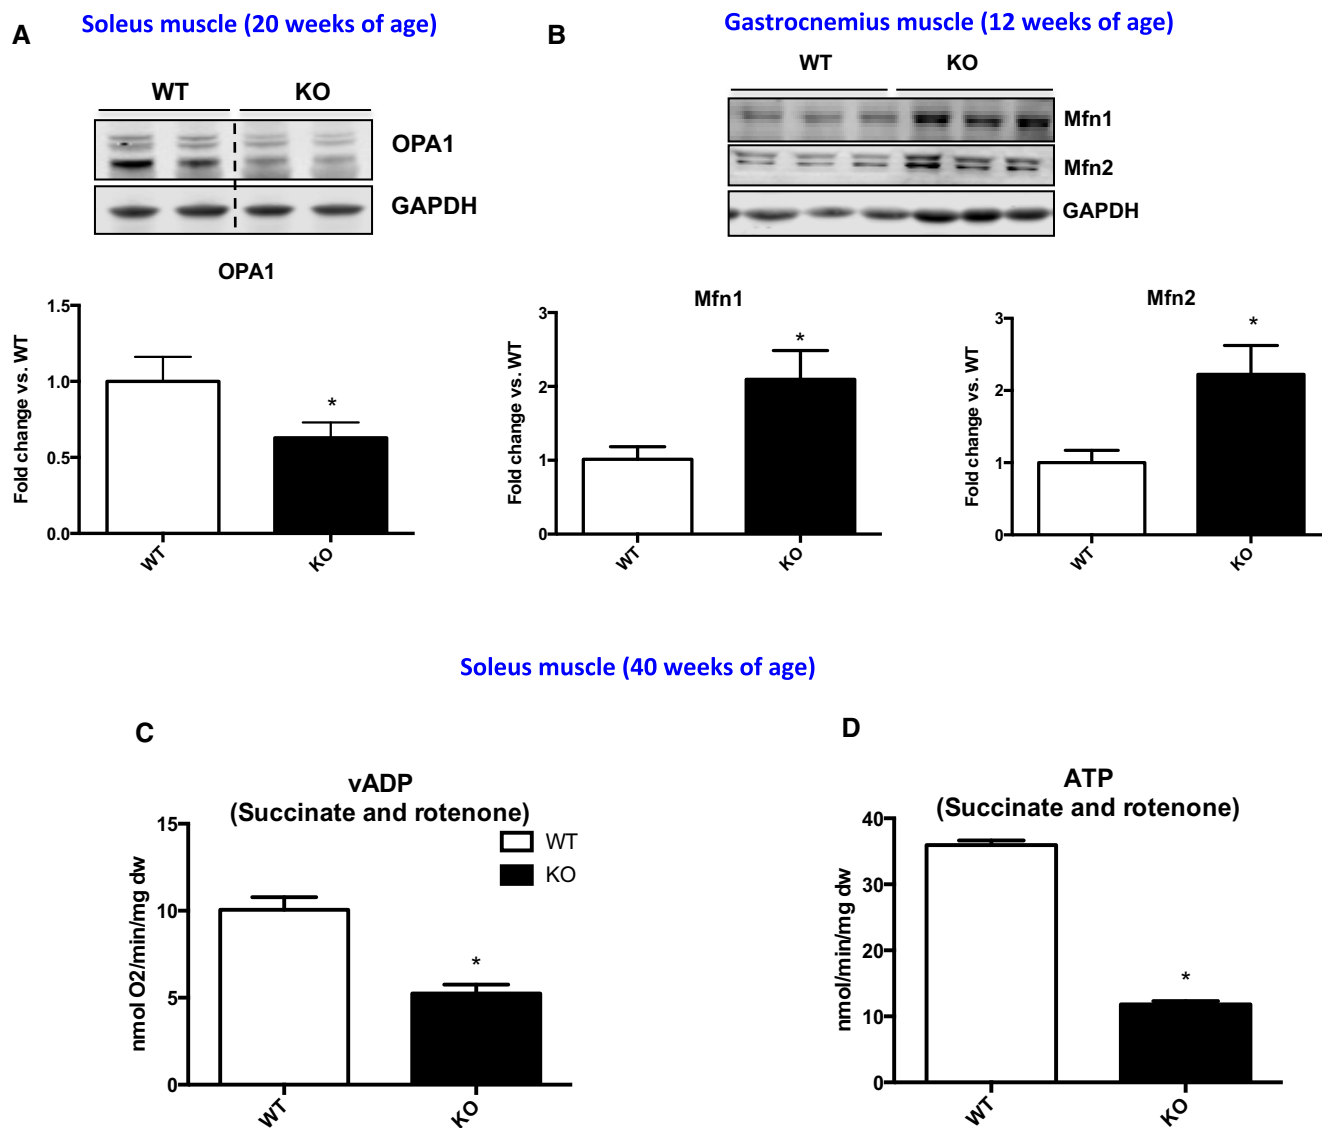 Soleus muscle (20 weeks of age)
A
WT KO
OPA1
GAPDH
OPA1
Fold change vs. WT
1.5
1.0
0.5
0.0
*
WT KO
Gastrocnemius muscle (12 weeks of age)
B
WT KO
Mfn1
Mfn2
GAPDH
Mfn1
Fold change vs. WT
3
2
1
0
*
WT KO
Mfn2
Fold change vs. WT
3
2
1
0
*
WT KO
Soleus muscle (40 weeks of age)
C
vADP
(Succinate and rotenone)
nmol O2/min/mg dw
15
10
5
0
WT
KO
*
WT KO
D
ATP
(Succinate and rotenone)
nmol/min/mg dw
40
30
20
10
0
*
WT KO